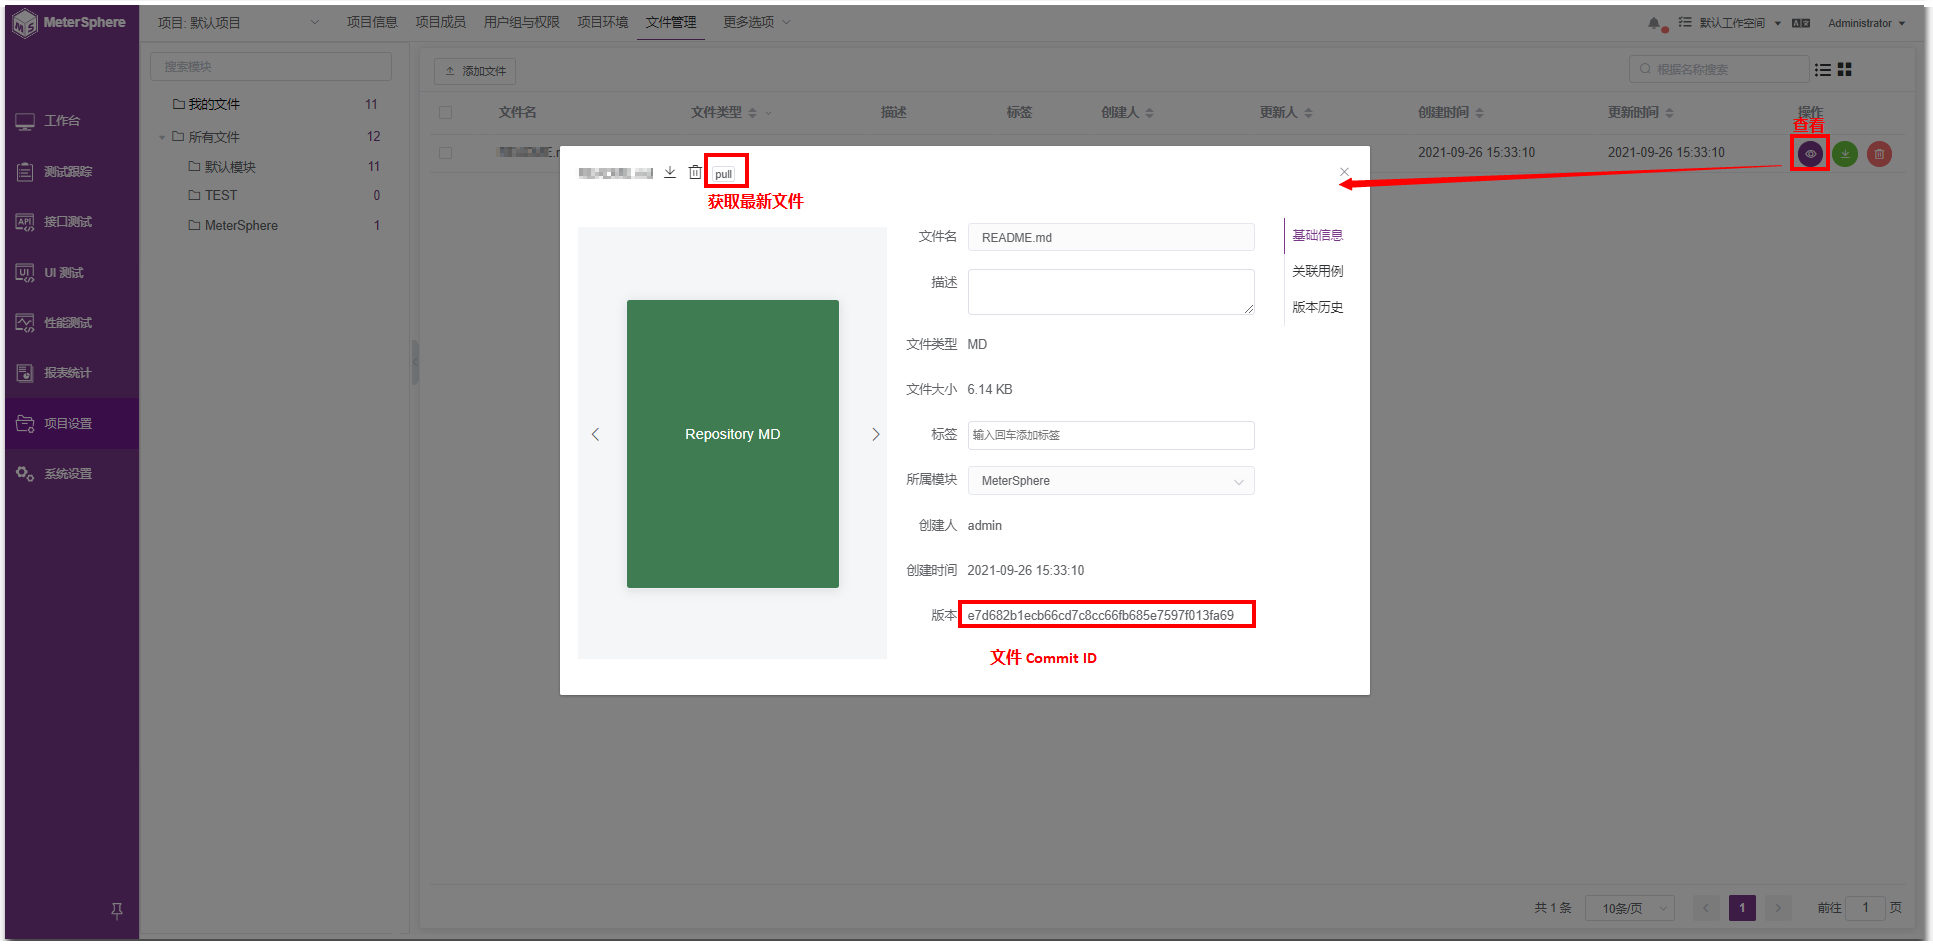 MeterSphere
项目: 默认项目
项目信息
项目成员
用户组与权限
项目环境
文件管理
更多选项
默认工作空间
Administrator
工作台
测试跟踪
接口测试
UI 测试
性能测试
报表统计
项目设置
系统设置
搜索模块
我的文件 11
所有文件 12
默认模块 11
TEST 0
MeterSphere 1
添加文件
根据名称搜索
文件名
文件类型
描述
标签
创建人
更新人
创建时间
更新时间
操作
查看
2021-09-26 15:33:10
2021-09-26 15:33:10
pull
获取最新文件
Repository MD
文件名 README.md
描述
文件类型 MD
文件大小 6.14 KB
标签 输入回车添加标签
所属模块 MeterSphere
创建人 admin
创建时间 2021-09-26 15:33:10
版本 e7d682b1ecb66cd7c8cc66fb685e7597f013fa69
文件 Commit ID
基础信息
关联用例
版本历史
共 1 条
10条/页
1
前往 1 页